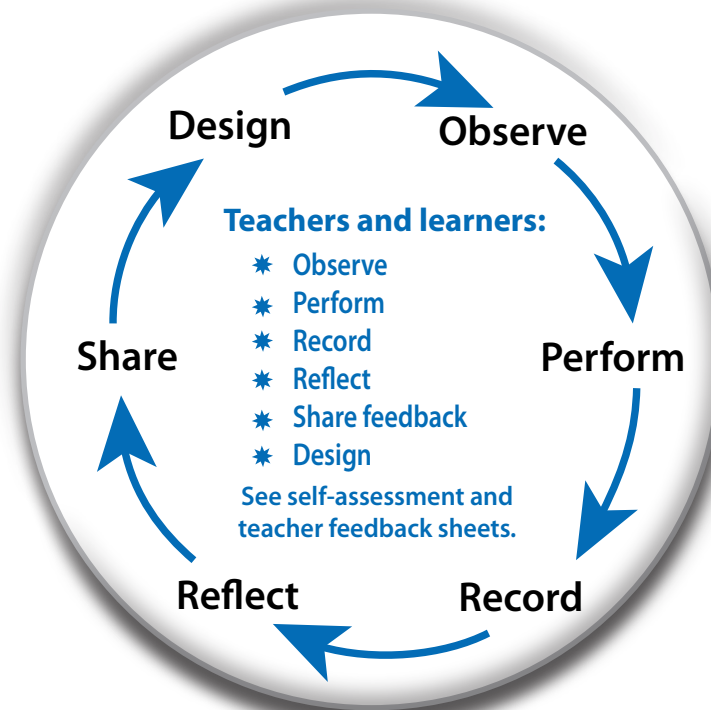 Design
Observe
Teachers and learners:
Observe
Perform
Record
Reflect
Share feedback
Design
See self-assessment and
teacher feedback sheets.
Share
Perform
Reflect
Record